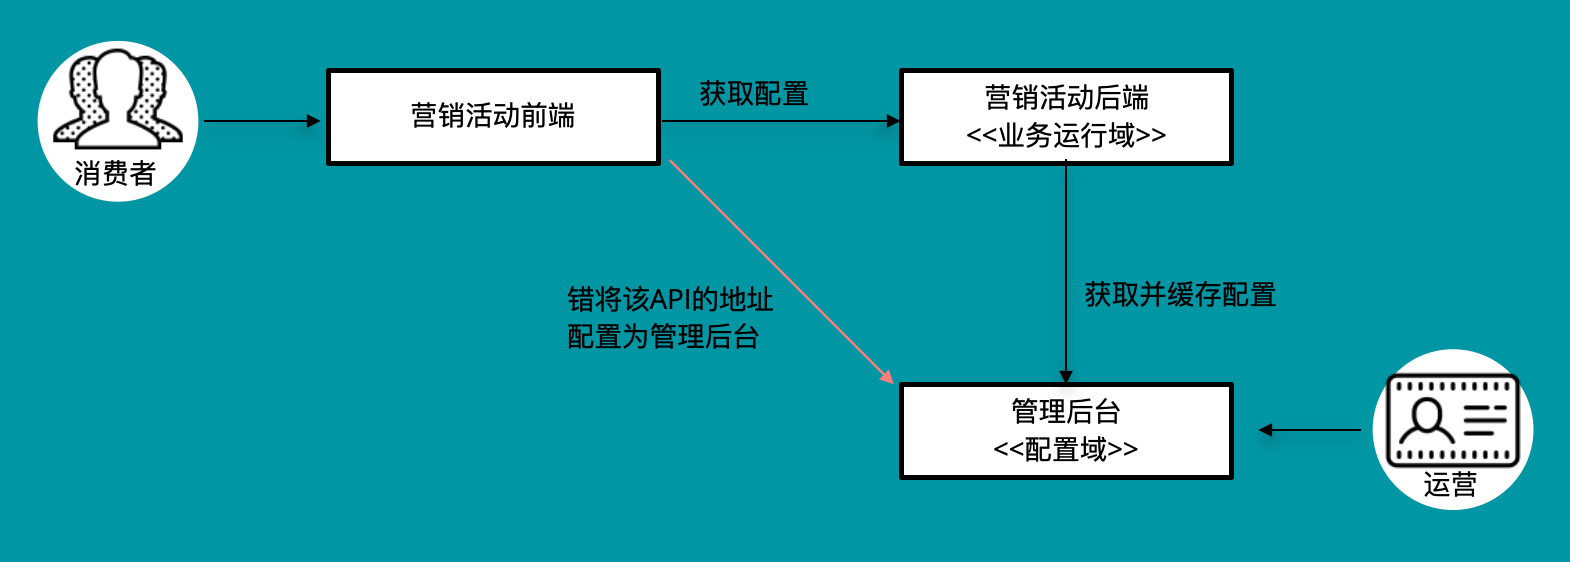 消费者
营销活动前端
获取配置
营销活动后端
<<业务运行域>>
错将该API的地址
配置为管理后台
获取并缓存配置
管理后台
<<配置域>>
运营